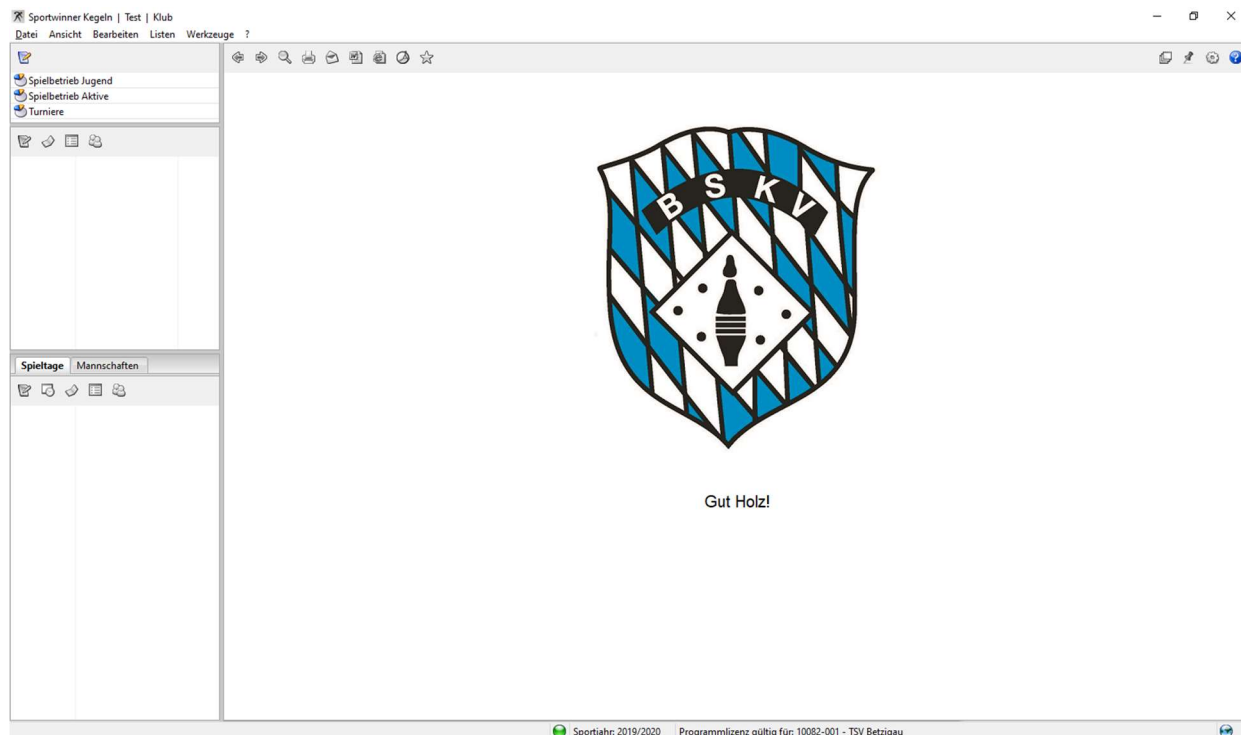 Sportwinner Kegeln | Test | Klub
Datei Ansicht Bearbeiten Listen Werkzeuge ?
Spielbetrieb Jugend
Spielbetrieb Aktive
Turniere
B S K V
Spieltage Mannschaften
Gut Holz!
Sportjahr: 2019/2020 Programmlizenz gültig für: 10082-001 - TSV Betzigau